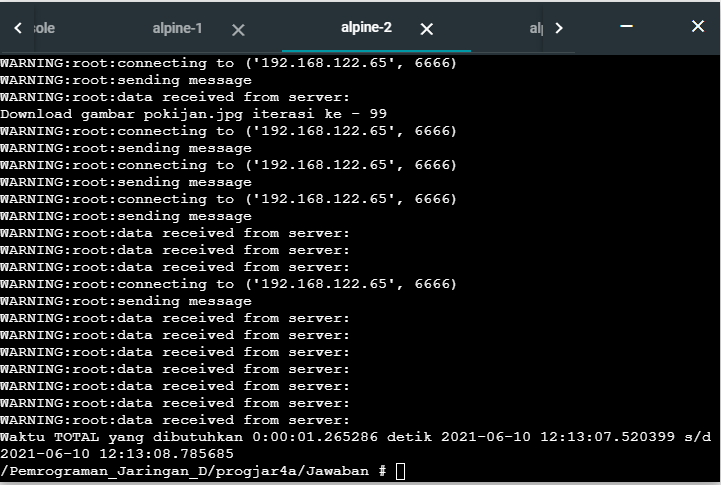 sole alpine-1 alpine-2 al
WARNING:root:connecting to ('192.168.122.65', 6666)
WARNING:root:sending message
WARNING:root:data received from server:
Download gambar pokijan.jpg iterasi ke - 99
WARNING:root:connecting to ('192.168.122.65', 6666)
WARNING:root:sending message
WARNING:root:connecting to ('192.168.122.65', 6666)
WARNING:root:sending message
WARNING:root:connecting to ('192.168.122.65', 6666)
WARNING:root:sending message
WARNING:root:data received from server:
WARNING:root:data received from server:
WARNING:root:data received from server:
WARNING:root:connecting to ('192.168.122.65', 6666)
WARNING:root:sending message
WARNING:root:data received from server:
WARNING:root:data received from server:
WARNING:root:data received from server:
WARNING:root:data received from server:
WARNING:root:data received from server:
WARNING:root:data received from server:
WARNING:root:data received from server:
Waktu TOTAL yang dibutuhkan 0:00:01.265286 detik 2021-06-10 12:13:07.520399 s/d
2021-06-10 12:13:08.785685
/Pemrograman_Jaringan_D/progjar4a/Jawaban #